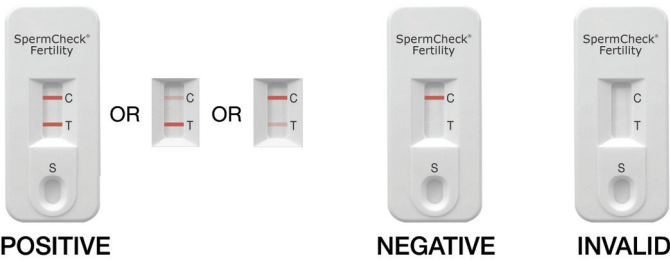 SpermCheck®
Fertility
C
T
S
OR
C
T
OR
C
T
SpermCheck®
Fertility
C
T
S
SpermCheck®
Fertility
C
T
S
POSITIVE
NEGATIVE
INVALID